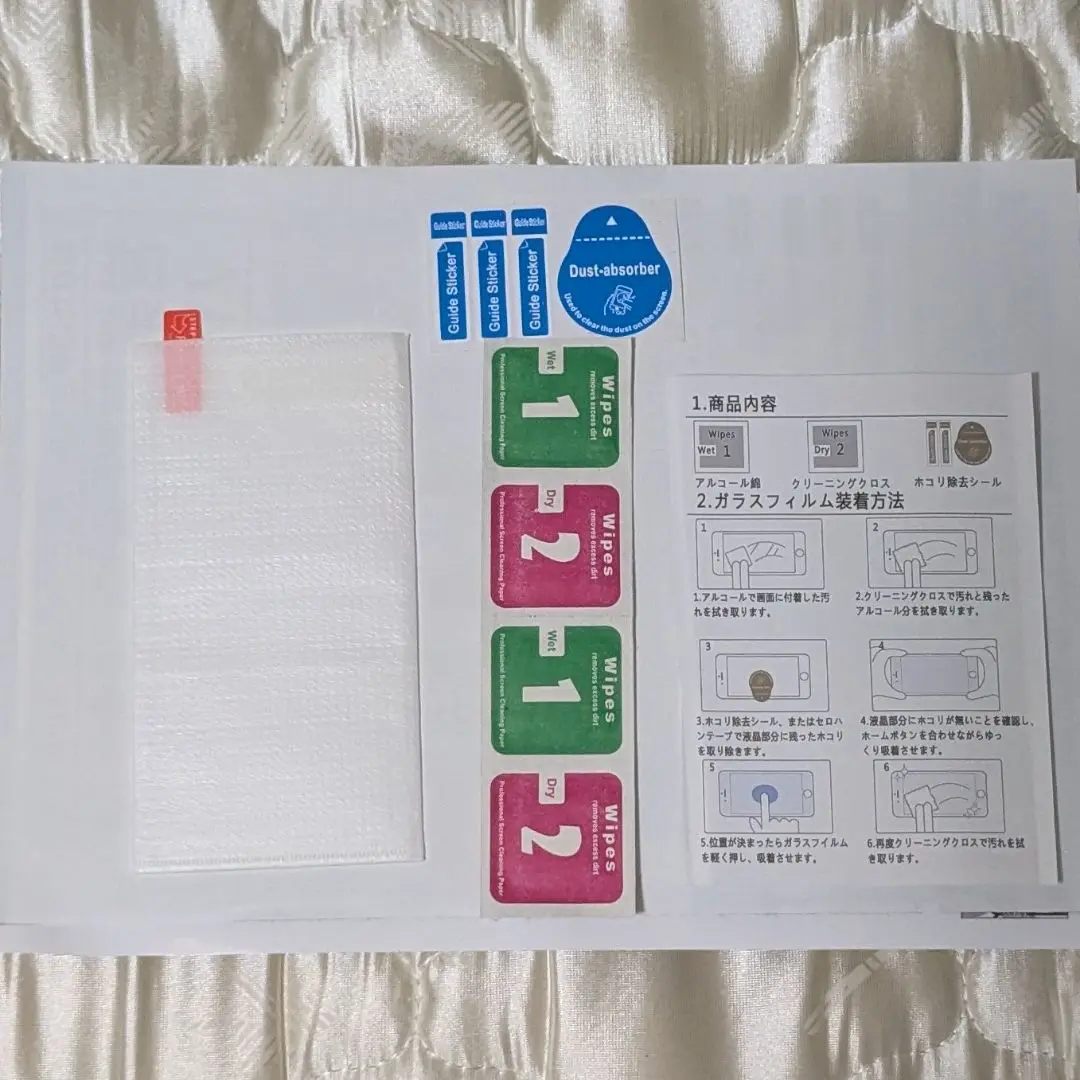 Guide Sticker
Guide Sticker
Guide Sticker
Guide Sticker
Guide Sticker
Guide Sticker
Dust-absorber
Used to clear the dust on the screen.
Wet
1
Wipes
removes excess dirt
Professional Screen Cleaning Paper
Dry
2
Wipes
removes excess dirt
Professional Screen Cleaning Paper
Wet
1
Wipes
removes excess dirt
Professional Screen Cleaning Paper
Dry
2
Wipes
removes excess dirt
Professional Screen Cleaning Paper
1.商品内容
Wipes
Wet 1
Wipes
Dry 2
アルコール綿
クリーニングクロス
ホコリ除去シール
2.ガラスフィルム装着方法
1
2
1.アルコールで画面に付着した汚
れを拭き取ります。
2.クリーニングクロスで汚れと残った
アルコール分を拭き取ります。
3
4
3.ホコリ除去シール、またはセロハ
ンテープで液晶部分に残ったホコリ
を取り除きます。
4.液晶部分にホコリが無いことを確認し、
ホームボタンを合わせながらゆっ
くり吸着させます。
5
6
5.位置が決まったらガラスフイルム
を軽く押し、吸着させます。
6.再度クリーニングクロスで汚れを拭
き取ります。